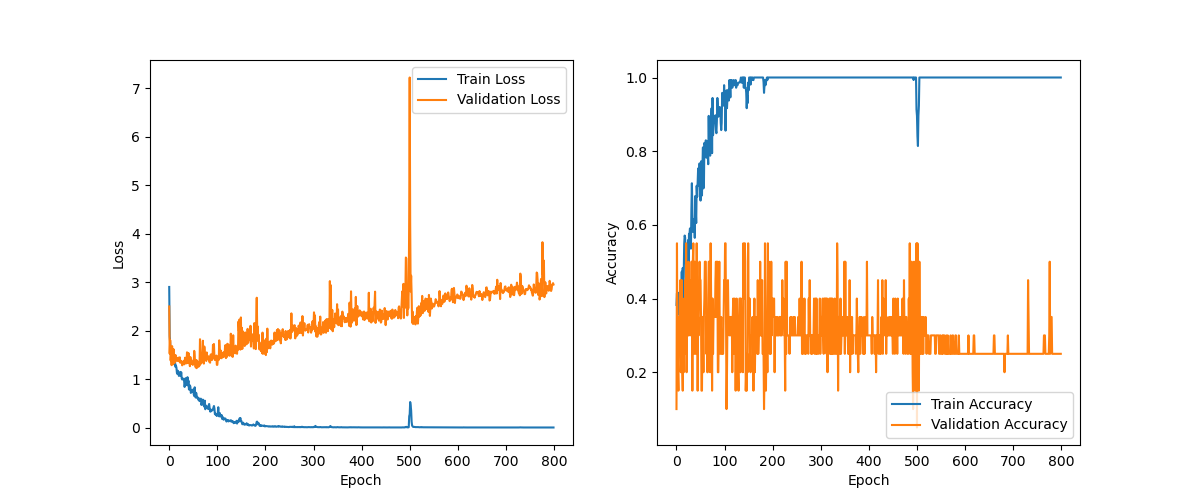 Train Loss
Validation Loss
7
6
5
4
3
2
1
0
Loss
0 100 200 300 400 500 600 700 800
Epoch
1.0
0.8
0.6
0.4
0.2
Accuracy
Train Accuracy
Validation Accuracy
0 100 200 300 400 500 600 700 800
Epoch